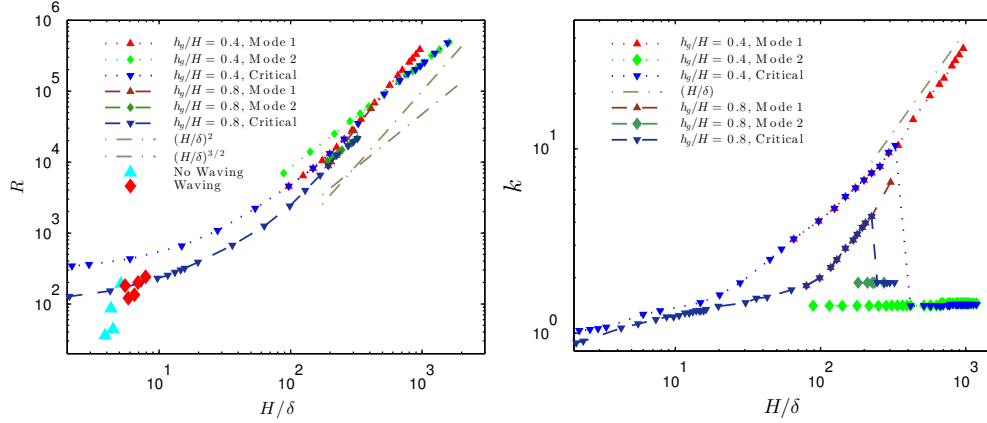 R
10^6
10^5
10^4
10^3
10^2
10^1
10^2
10^3
H/δ
h_g/H = 0.4, Mode 1
h_g/H = 0.4, Mode 2
h_g/H = 0.4, Critical
h_g/H = 0.8, Mode 1
h_g/H = 0.8, Mode 2
h_g/H = 0.8, Critical
(H/δ)^2
(H/δ)^{3/2}
No Waving
Waving
k
10^1
10^0
10^1
10^2
10^3
H/δ
h_g/H = 0.4, Mode 1
h_g/H = 0.4, Mode 2
h_g/H = 0.4, Critical
(H/δ)
h_g/H = 0.8, Mode 1
h_g/H = 0.8, Mode 2
h_g/H = 0.8, Critical